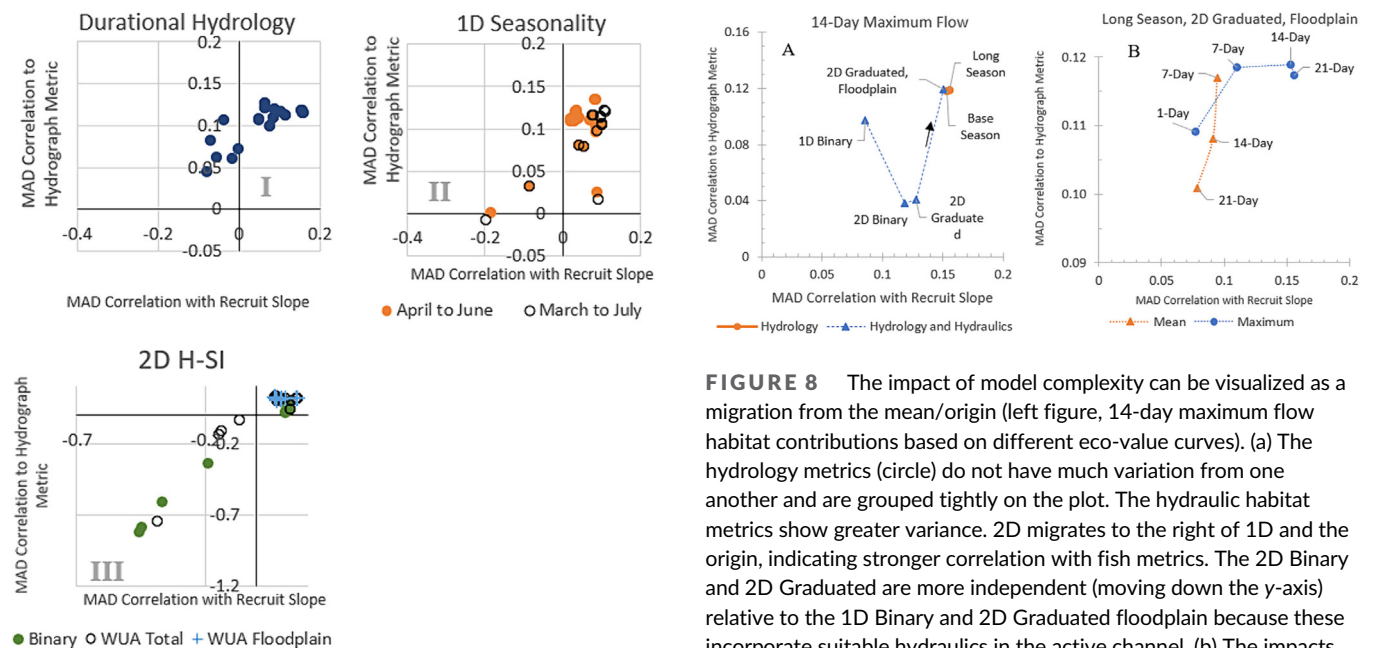 Durational Hydrology
0.2
0.15
0.1
0.05
0
-0.05
-0.4
-0.2
0
0.2
MAD Correlation to
Hydrograph Metric
I
MAD Correlation with Recruit Slope
1D Seasonality
0.2
0.15
0.1
0.05
0
-0.05
-0.4
-0.2
0
0.2
MAD Correlation to
Hydrograph Metric
II
MAD Correlation with Recruit Slope
April to June
March to July
2D H-SI
-0.7
-0.2
-0.2
-0.7
-1.2
MAD Correlation to Hydrograph
Metric
III
MAD Correlation with Recruit Slope
Binary
WUA Total
WUA Floodplain
14-Day Maximum Flow
A
0.16
0.12
0.08
0.04
0
0
0.05
0.1
0.15
0.2
MAD Correlation to Hydrograph Metric
2D Graduated,
Floodplain
Long
Season
Base
Season
1D Binary
2D Binary
2D
Graduate
d
MAD Correlation with Recruit Slope
Hydrology
Hydrology and Hydraulics
Long Season, 2D Graduated, Floodplain
B
0.12
0.11
0.10
0.09
0
0.05
0.1
0.15
0.2
MAD Correlation to Hydrograph Metric
7-Day
14-Day
7-Day
21-Day
1-Day
14-Day
21-Day
MAD Correlation with Recruit Slope
Mean
Maximum
FIGURE 8 The impact of model complexity can be visualized as a
migration from the mean/origin (left figure, 14-day maximum flow
habitat contributions based on different eco-value curves). (a) The
hydrology metrics (circle) do not have much variation from one
another and are grouped tightly on the plot. The hydraulic habitat
metrics show greater variance. 2D migrates to the right of 1D and the
origin, indicating stronger correlation with fish metrics. The 2D Binary
and 2D Graduated are more independent (moving down the y-axis)
relative to the 1D Binary and 2D Graduated floodplain because these
incorporate suitable hydraulics in the active channel. (b) The impacts